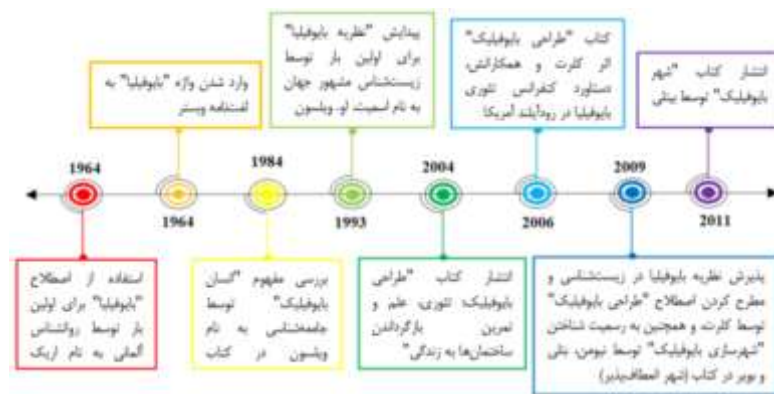 وارد شدن واژه "بایوفیلیا" به
لغتنامه وبستر
پیدایش "نظریه بایوفیلیا"
برای اولین بار توسط
زیست‌شناس مشهور جهان
به نام اسمیت. او. ویلسون
کتاب "طراحی بایوفیلیک"
اثر کلرت و همکارانش،
دستاورد کنفرانس تئوری
بایوفیلیا در رودآیلند آمریکا
انتشار کتاب "شهر
بایوفیلیک" توسط بیتلی
1964
1984
2004
2009
1964
1993
2006
2011
استفاده از اصطلاح
"بایوفیلیا" برای اولین
بار توسط روانشناس
آلمانی به نام اریک
بررسی مفهوم "انسان
بایوفیلیک" توسط
جامعه‌شناسی به نام
ویلسون در کتاب
انتشار کتاب "طراحی
بایوفیلیک: تئوری، علم و
تمرین بازگرداندن
ساختمان‌ها به زندگی"
پذیرش نظریه بایوفیلیا در زیست‌شناسی و
مطرح کردن اصطلاح "طراحی بایوفیلیک"
توسط کلرت، و همچنین به رسمیت شناختن
"شهرسازی بایوفیلیک" توسط نیومن، بتلی
و بویر در کتاب (شهر انعطاف‌پذیر)